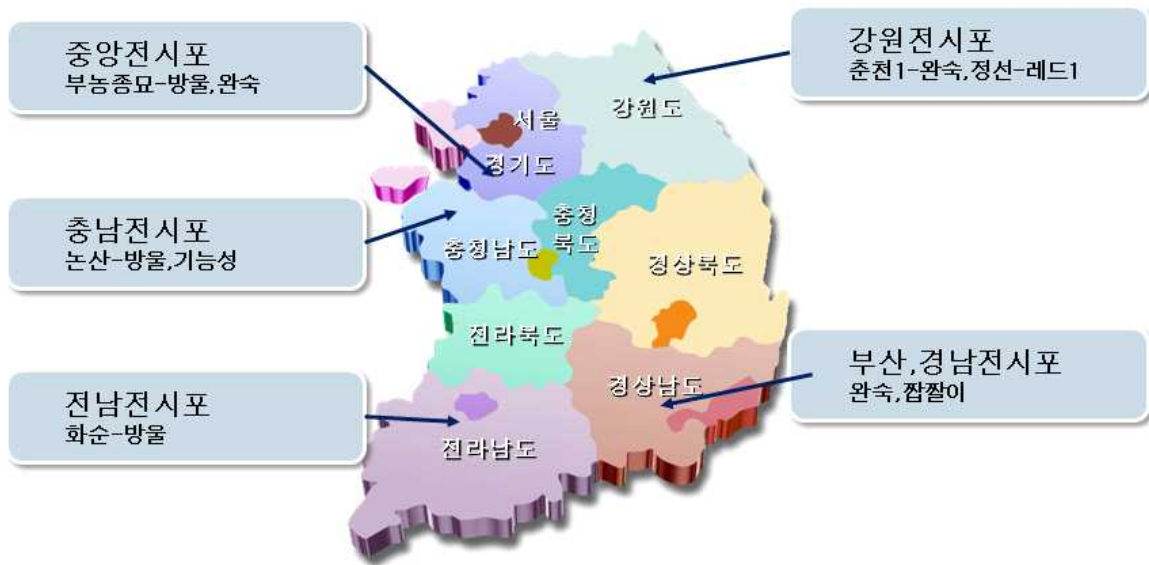 중앙전시포
부농종묘-방울,완숙
강원전시포
춘천1-완숙,정선-레드1
서울
강원도
경기도
충남전시포
논산-방울,기능성
충청
북도
충청남도
경상북도
전라북도
부산,경남전시포
완숙,짭짤이
경상남도
전남전시포
화순-방울
전라남도